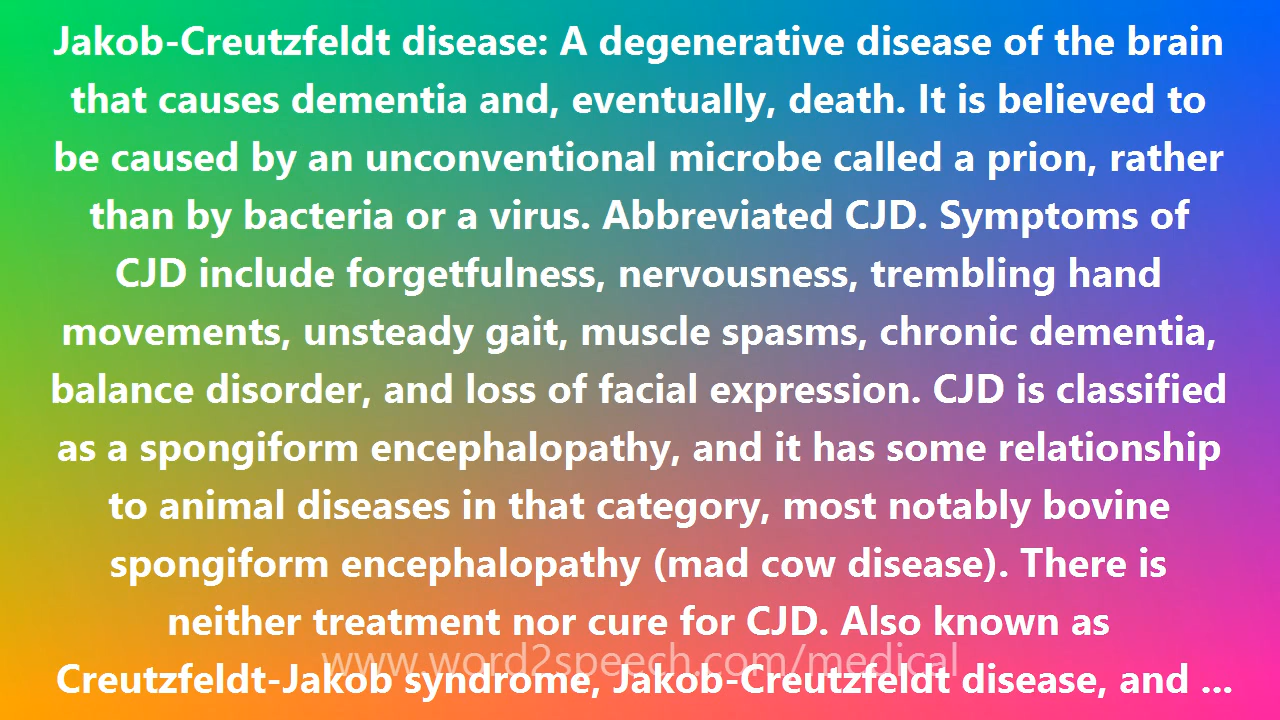 Jakob-Creutzfeldt disease: A degenerative disease of the brain
that causes dementia and, eventually, death. It is believed to
be caused by an unconventional microbe called a prion, rather
than by bacteria or a virus. Abbreviated CJD. Symptoms of
CJD include forgetfulness, nervousness, trembling hand
movements, unsteady gait, muscle spasms, chronic dementia,
balance disorder, and loss of facial expression. CJD is classified
as a spongiform encephalopathy, and it has some relationship
to animal diseases in that category, most notably bovine
spongiform encephalopathy (mad cow disease). There is
neither treatment nor cure for CJD. Also known as
www.word2speech.com/medical
Creutzfeldt-Jakob syndrome, Jakob-Creutzfeldt disease, and ...